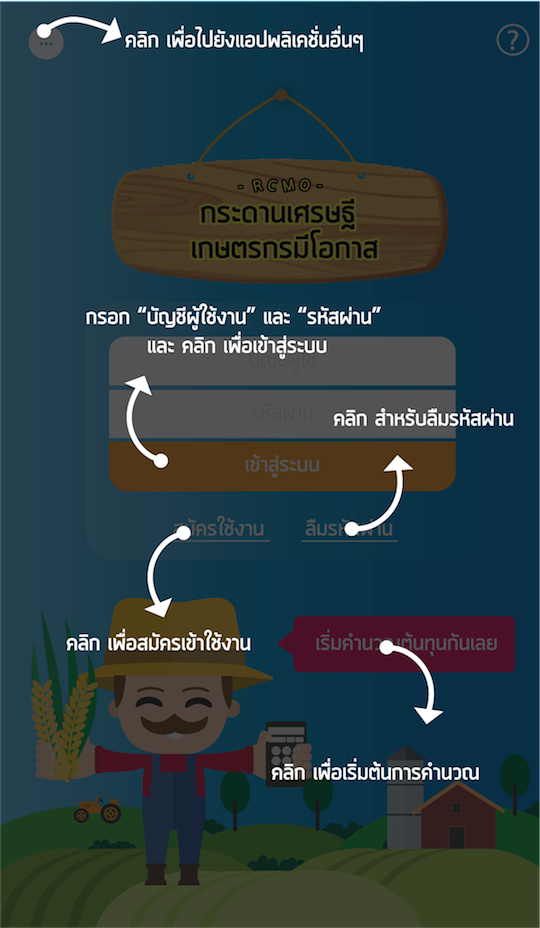 คลิก เพื่อไปยังแอปพลิเคชั่นอื่นๆ
?
- RCMO -
กระดานเศรษฐี
เกษตรกรมีโอกาส
กรอก “บัญชีผู้ใช้งาน” และ “รหัสผ่าน”
และ คลิก เพื่อเข้าสู่ระบบ
บัญชีผู้ใช้
รหัสผ่าน
คลิก สำหรับลืมรหัสผ่าน
เข้าสู่ระบบ
สมัครใช้งาน ลืมรหัสผ่าน
คลิก เพื่อสมัครเข้าใช้งาน
เริ่มคำนวณต้นทุนกันเลย
คลิก เพื่อเริ่มต้นการคำนวณ